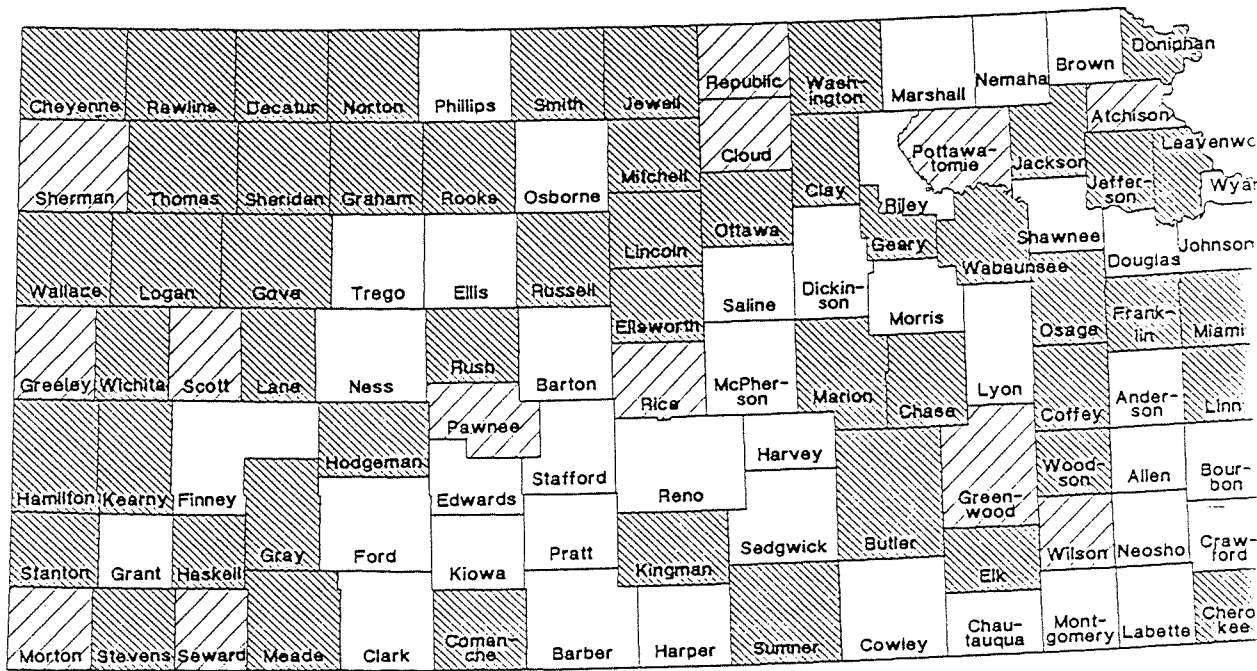 Cheyenne
Rawlins
Decatur
Norton
Phillips
Smith
Jewell
Republic
Wash-
ington
Marshall
Nemaha
Brown
Doniphan
Sherman
Thomas
Sheridan
Graham
Rooks
Osborne
Mitchell
Cloud
Clay
Riley
Pottawa-
tomie
Jackson
Atchison
Jeffer-
son
Leavenwo
Wyan
Wallace
Logan
Gove
Trego
Ellis
Russell
Lincoln
Ottawa
Saline
Dickin-
son
Geary
Wabaunsee
Shawnee
Douglas
Johnson
Greeley
Wichita
Scott
Lane
Ness
Rush
Barton
Ellsworth
Rice
McPher-
son
Marion
Morris
Chase
Lyon
Osage
Frank-
lin
Miami
Coffey
Ander-
son
Linn
Hamilton
Kearny
Finney
Hodgeman
Pawnee
Edwards
Stafford
Reno
Harvey
Sedgwick
Butler
Green-
wood
Wood-
son
Allen
Bour-
bon
Stanton
Grant
Haskell
Gray
Ford
Kiowa
Pratt
Kingman
Elk
Wilson
Neosho
Craw-
ford
Morton
Stevens
Seward
Meade
Clark
Coman-
che
Barber
Harper
Sumner
Cowley
Chau-
tauqua
Mont-
gomery
Labette
Chero
kee